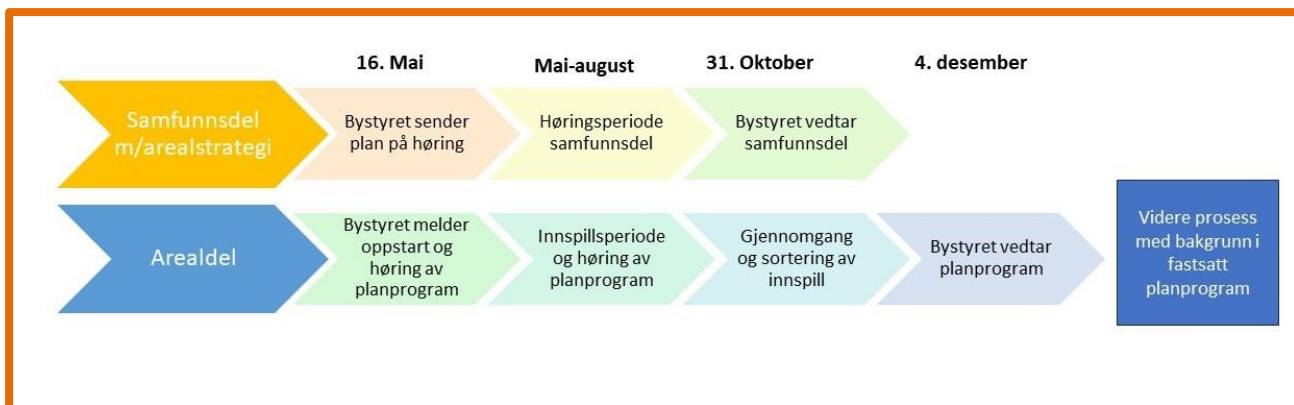 16. Mai
Mai-august
31. Oktober
4. desember
Samfunnsdel
m/arealstrategi
Bystyret sender
plan på høring
Høringsperiode
samfunnsdel
Bystyret vedtar
samfunnsdel
Arealdel
Bystyret melder
oppstart og
høring av
planprogram
Innspillsperiode
og høring av
planprogram
Gjennomgang
og sortering av
innspill
Bystyret vedtar
planprogram
Videre prosess
med bakgrunn i
fastsatt
planprogram